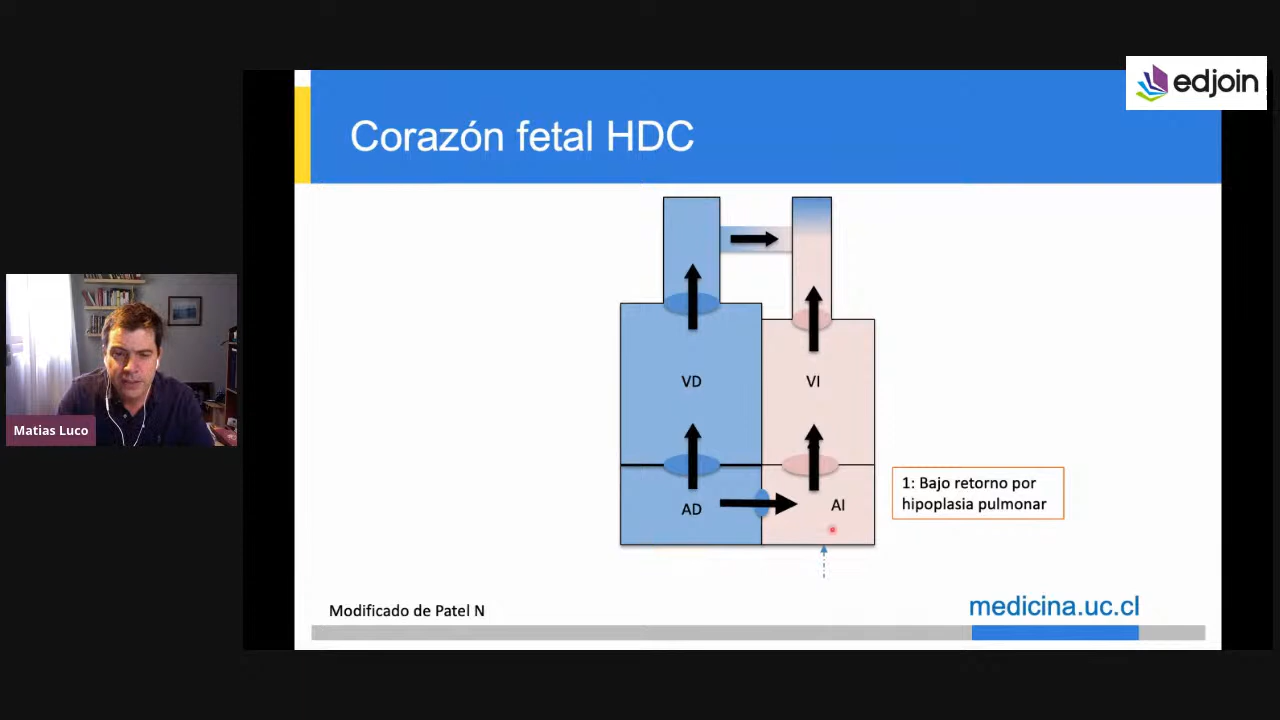 edjoin
Corazón fetal HDC
VD
VI
AD
AI
1: Bajo retorno por
hipoplasia pulmonar
Matias Luco
Modificado de Patel N
medicina.uc.cl